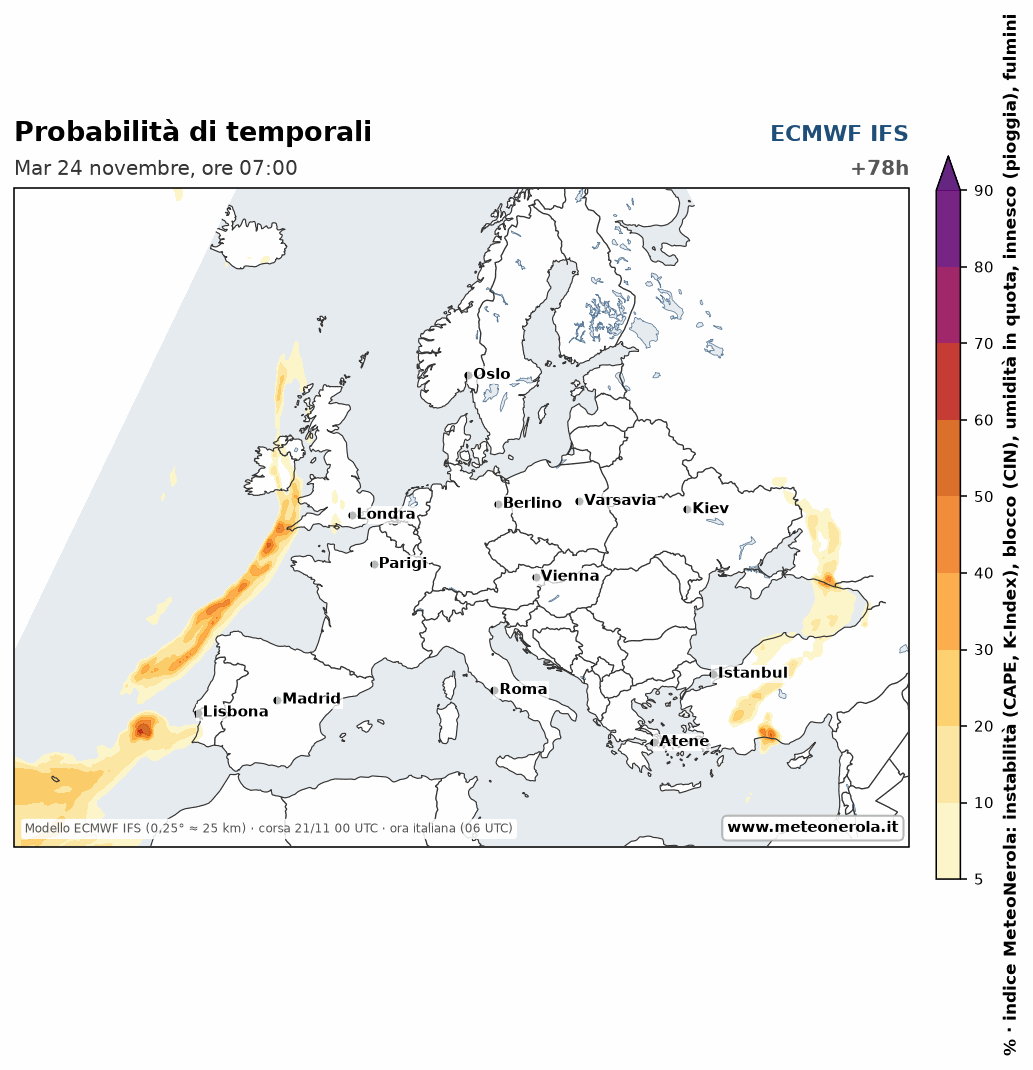 Probabilità di temporali
ECMWF IFS
Mar 24 novembre, ore 07:00
+78h
Oslo
Londra
Berlino
Varsavia
Kiev
Parigi
Vienna
Istanbul
Roma
Madrid
Lisbona
Atene
Modello ECMWF IFS (0,25° ≈ 25 km) · corsa 21/11 00 UTC · ora italiana (06 UTC)
www.meteonerola.it
90
80
70
60
50
40
30
20
10
5
% · indice MeteoNerola: instabilità (CAPE, K-Index), blocco (CIN), umidità in quota, innesco (pioggia), fulmini